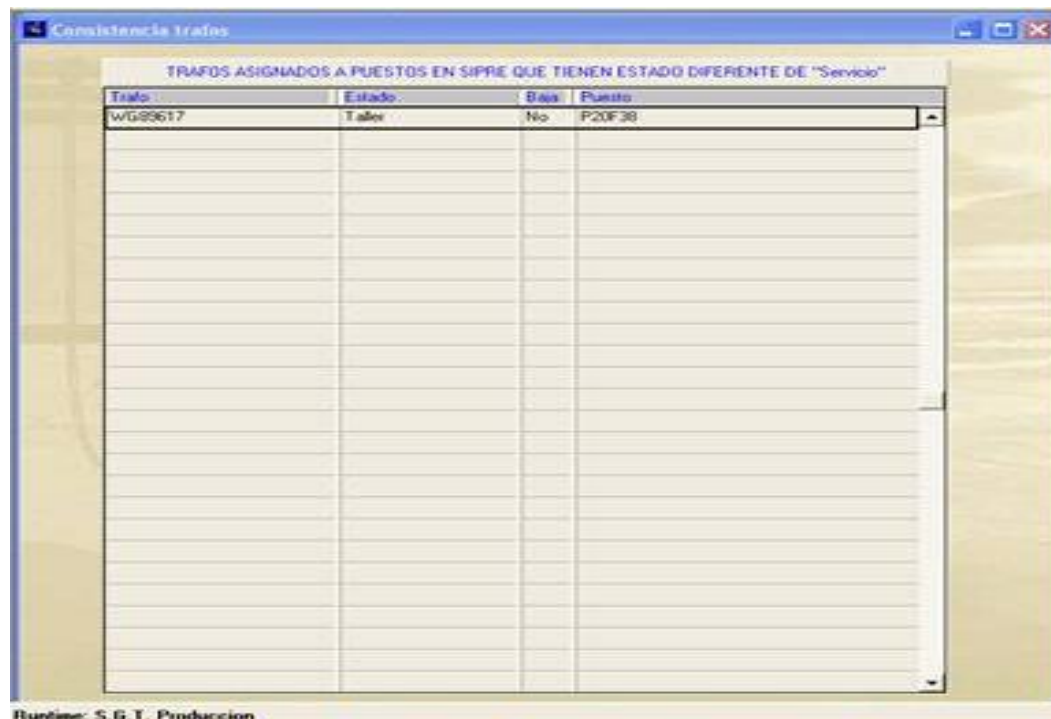 Consistencia trafos
TRAFOS ASIGNADOS A PUESTOS EN SIPRE QUE TIENEN ESTADO DIFERENTE DE "Servicio"
Trafo Estado Baja Puesto
WG89617 Taller No P20F38
Runtime: S.G.T. Produccion